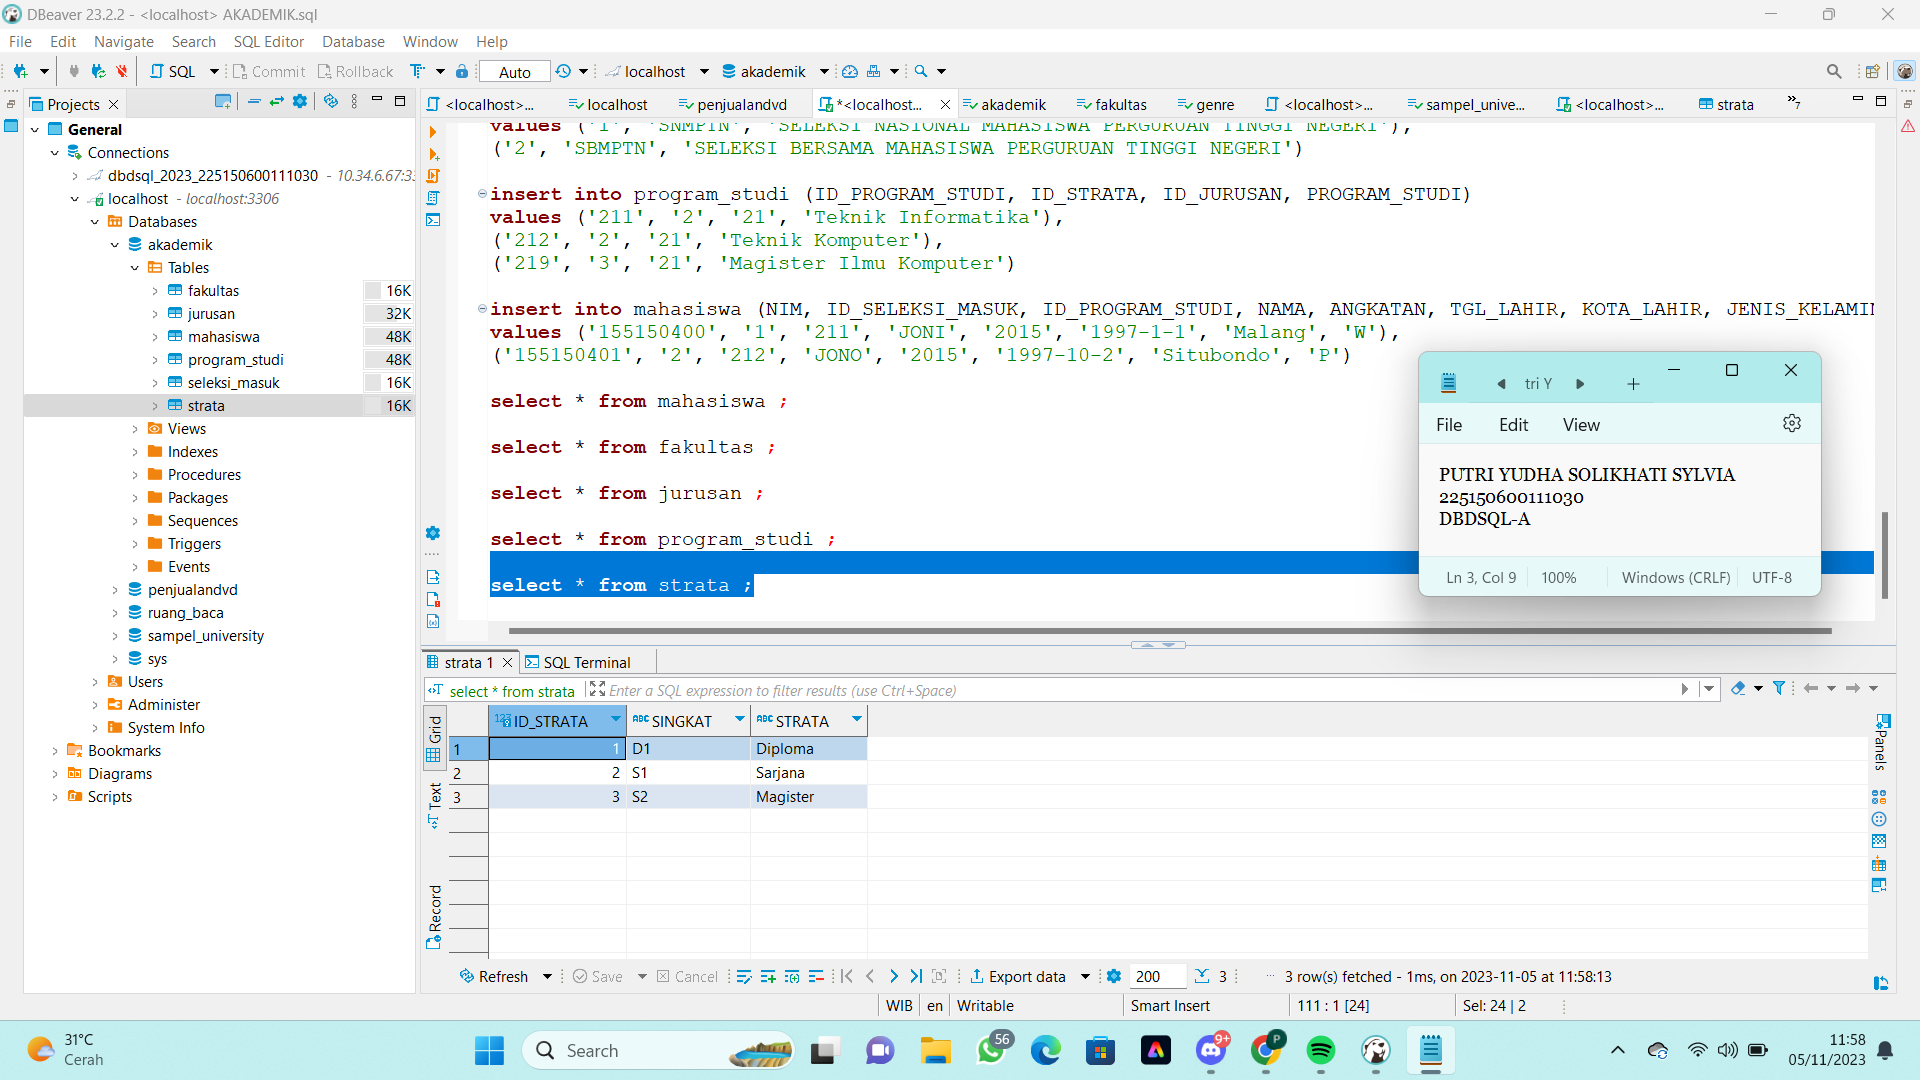 DBeaver 23.2.2 - <localhost> AKADEMIK.sql
File Edit Navigate Search SQL Editor Database Window Help
SQL Commit Rollback Auto localhost akademik
Projects
<localhost>... localhost penjualandvd *<localhost... akademik fakultas genre <localhost>... sampel_unive... <localhost>... strata »7
General
Connections
dbdsql_2023_225150600111030 - 10.34.6.67:33
localhost - localhost:3306
Databases
akademik
Tables
fakultas 16K
jurusan 32K
mahasiswa 48K
program_studi 48K
seleksi_masuk 16K
strata 16K
Views
Indexes
Procedures
Packages
Sequences
Triggers
Events
penjualandvd
ruang_baca
sampel_university
sys
Users
Administer
System Info
Bookmarks
Diagrams
Scripts
values ('1', 'SNMPTN', 'SELEKSI NASIONAL MAHASISWA PERGURUAN TINGGI NEGERI'),
('2', 'SBMPTN', 'SELEKSI BERSAMA MAHASISWA PERGURUAN TINGGI NEGERI')
insert into program_studi (ID_PROGRAM_STUDI, ID_STRATA, ID_JURUSAN, PROGRAM_STUDI)
values ('211', '2', '21', 'Teknik Informatika'),
('212', '2', '21', 'Teknik Komputer'),
('219', '3', '21', 'Magister Ilmu Komputer')
insert into mahasiswa (NIM, ID_SELEKSI_MASUK, ID_PROGRAM_STUDI, NAMA, ANGKATAN, TGL_LAHIR, KOTA_LAHIR, JENIS_KELAMIN
values ('155150400', '1', '211', 'JONI', '2015', '1997-1-1', 'Malang', 'W'),
('155150401', '2', '212', 'JONO', '2015', '1997-10-2', 'Situbondo', 'P')
select * from mahasiswa ;
select * from fakultas ;
select * from jurusan ;
select * from program_studi ;
select * from strata ;
tri Y
File Edit View
PUTRI YUDHA SOLIKHATI SYLVIA
225150600111030
DBDSQL-A
Ln 3, Col 9 100% Windows (CRLF) UTF-8
strata 1 SQL Terminal
select * from strata Enter a SQL expression to filter results (use Ctrl+Space)
Grid
Text
Record
Panels
123 ID_STRATA ABC SINGKAT ABC STRATA
1 1 D1 Diploma
2 2 S1 Sarjana
3 3 S2 Magister
Refresh Save Cancel Export data 200 3 3 row(s) fetched - 1ms, on 2023-11-05 at 11:58:13
WIB en Writable Smart Insert 111 : 1 [24] Sel: 24 | 2
31°C
Cerah
Search
56
9+
P
11:58
05/11/2023